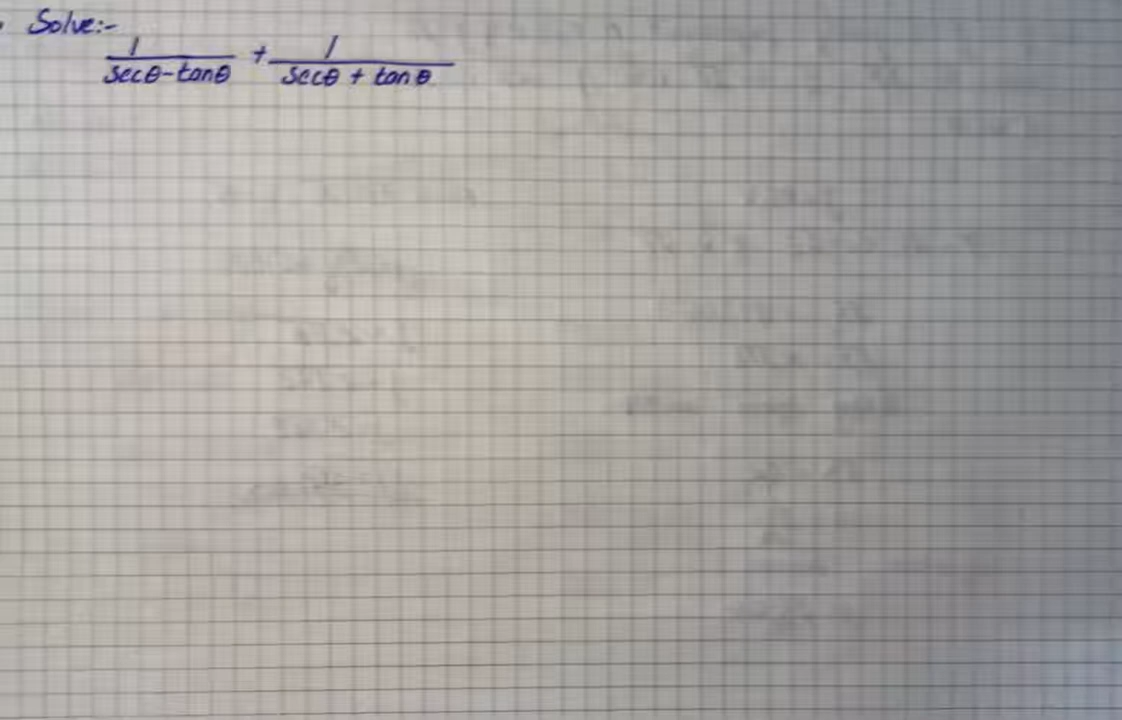 Solve:-
1/(secθ-tanθ) + 1/(secθ + tanθ)